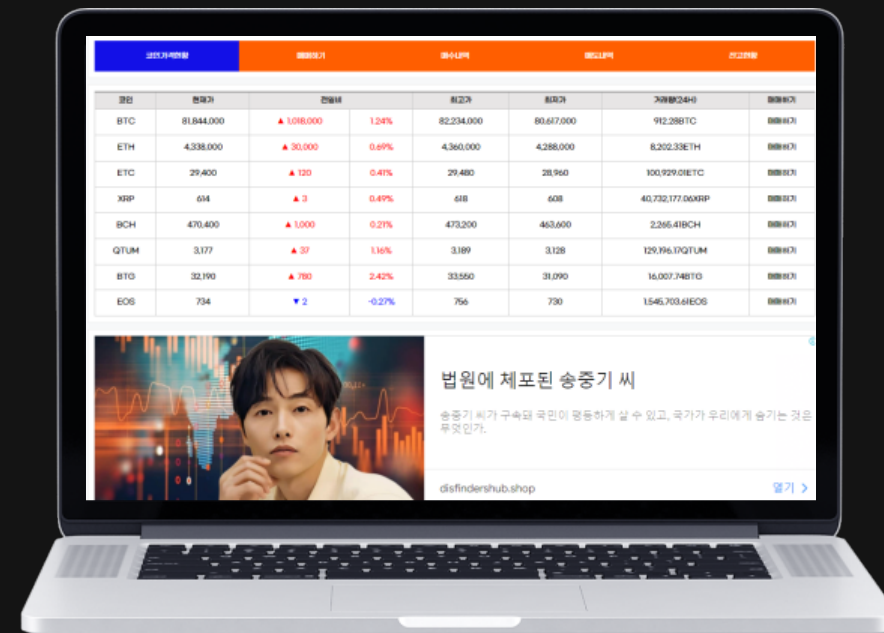 코인가격현황 매매하기 매수내역 매도내역 잔고현황
코인 현재가 전일비 최고가 최저가 거래량(24H) 매매하기
BTC 81,844,000 ▲ 1,018,000 1.24% 82,234,000 80,617,000 912.28BTC 매매하기
ETH 4,338,000 ▲ 30,000 0.69% 4,360,000 4,288,000 8,202.33ETH 매매하기
ETC 29,400 ▲ 120 0.41% 29,480 28,960 100,929.01ETC 매매하기
XRP 614 ▲ 3 0.49% 618 608 40,732,177.06XRP 매매하기
BCH 470,400 ▲ 1,000 0.21% 473,200 463,600 2,265.41BCH 매매하기
QTUM 3,177 ▲ 37 1.16% 3,189 3,128 129,196.17QTUM 매매하기
BTG 32,190 ▲ 780 2.42% 33,550 31,090 16,007.74BTG 매매하기
EOS 734 ▼ 2 -0.27% 756 730 1,545,703.61EOS 매매하기
법원에 체포된 송중기 씨
송중기 씨가 구속돼 국민이 평등하게 살 수 있고, 국가가 우리에게 숨기는 것은
무엇인가.
disfindershub.shop 열기 >